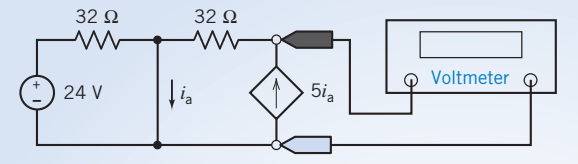 32 Ω
32 Ω
+
−
24 V
i_a
5i_a
Voltmeter